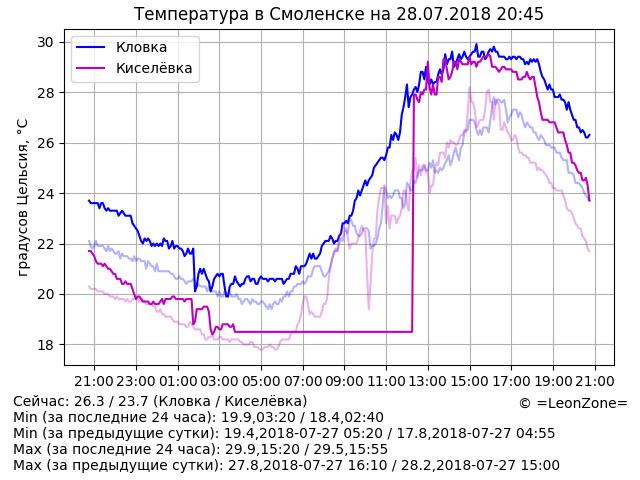 Температура в Смоленске на 28.07.2018 20:45
Кловка
Киселёвка
градусов Цельсия, °C
30
28
26
24
22
20
18
21:00 23:00 01:00 03:00 05:00 07:00 09:00 11:00 13:00 15:00 17:00 19:00 21:00
Сейчас: 26.3 / 23.7 (Кловка / Киселёвка)
© =LeonZone=
Min (за последние 24 часа): 19.9,03:20 / 18.4,02:40
Min (за предыдущие сутки): 19.4,2018-07-27 05:20 / 17.8,2018-07-27 04:55
Max (за последние 24 часа): 29.9,15:20 / 29.5,15:55
Max (за предыдущие сутки): 27.8,2018-07-27 16:10 / 28.2,2018-07-27 15:00